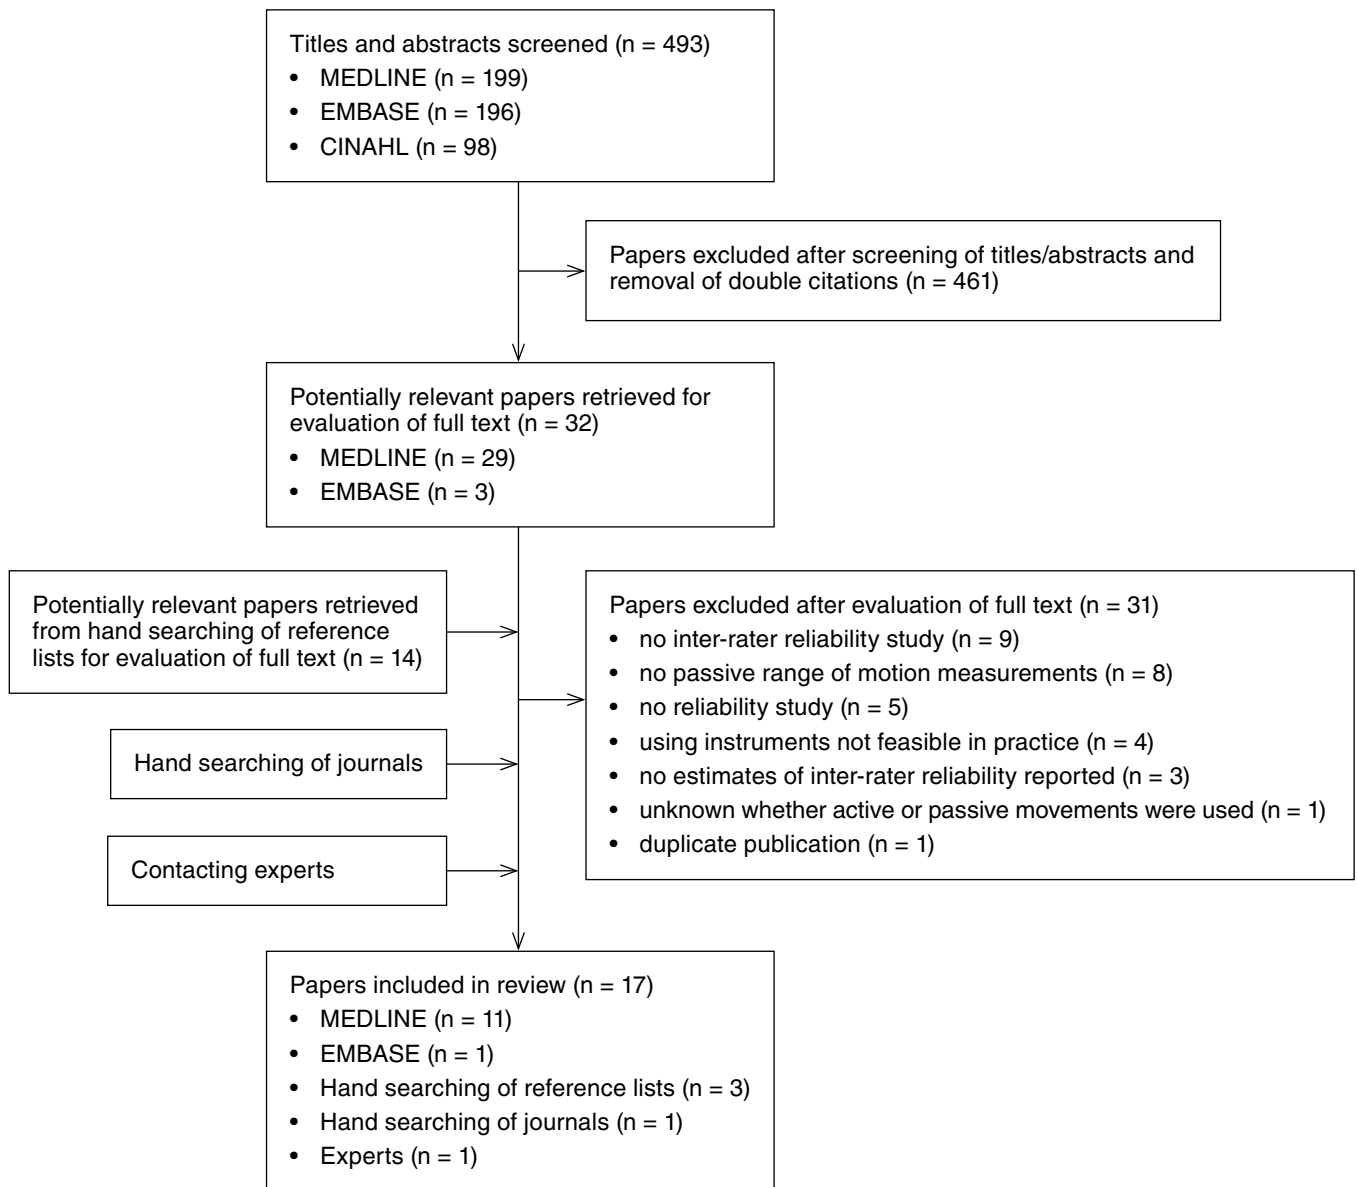 Titles and abstracts screened (n = 493)
• MEDLINE (n = 199)
• EMBASE (n = 196)
• CINAHL (n = 98)
Papers excluded after screening of titles/abstracts and
removal of double citations (n = 461)
Potentially relevant papers retrieved for
evaluation of full text (n = 32)
• MEDLINE (n = 29)
• EMBASE (n = 3)
Potentially relevant papers retrieved
from hand searching of reference
lists for evaluation of full text (n = 14)
Papers excluded after evaluation of full text (n = 31)
• no inter-rater reliability study (n = 9)
• no passive range of motion measurements (n = 8)
• no reliability study (n = 5)
• using instruments not feasible in practice (n = 4)
• no estimates of inter-rater reliability reported (n = 3)
• unknown whether active or passive movements were used (n = 1)
• duplicate publication (n = 1)
Hand searching of journals
Contacting experts
Papers included in review (n = 17)
• MEDLINE (n = 11)
• EMBASE (n = 1)
• Hand searching of reference lists (n = 3)
• Hand searching of journals (n = 1)
• Experts (n = 1)